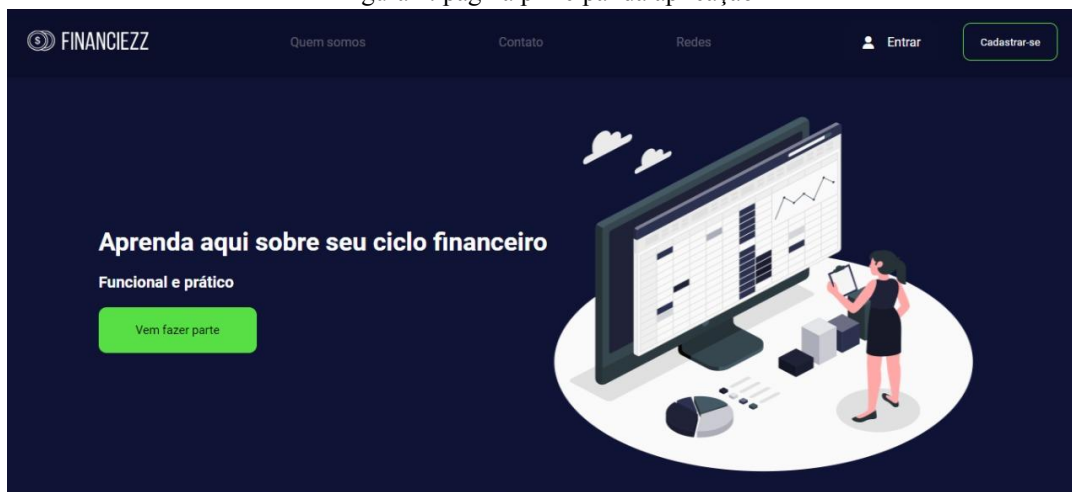 FINANCIEZZ
Quem somos
Contato
Redes
Entrar
Cadastrar-se
Aprenda aqui sobre seu ciclo financeiro
Funcional e prático
Vem fazer parte